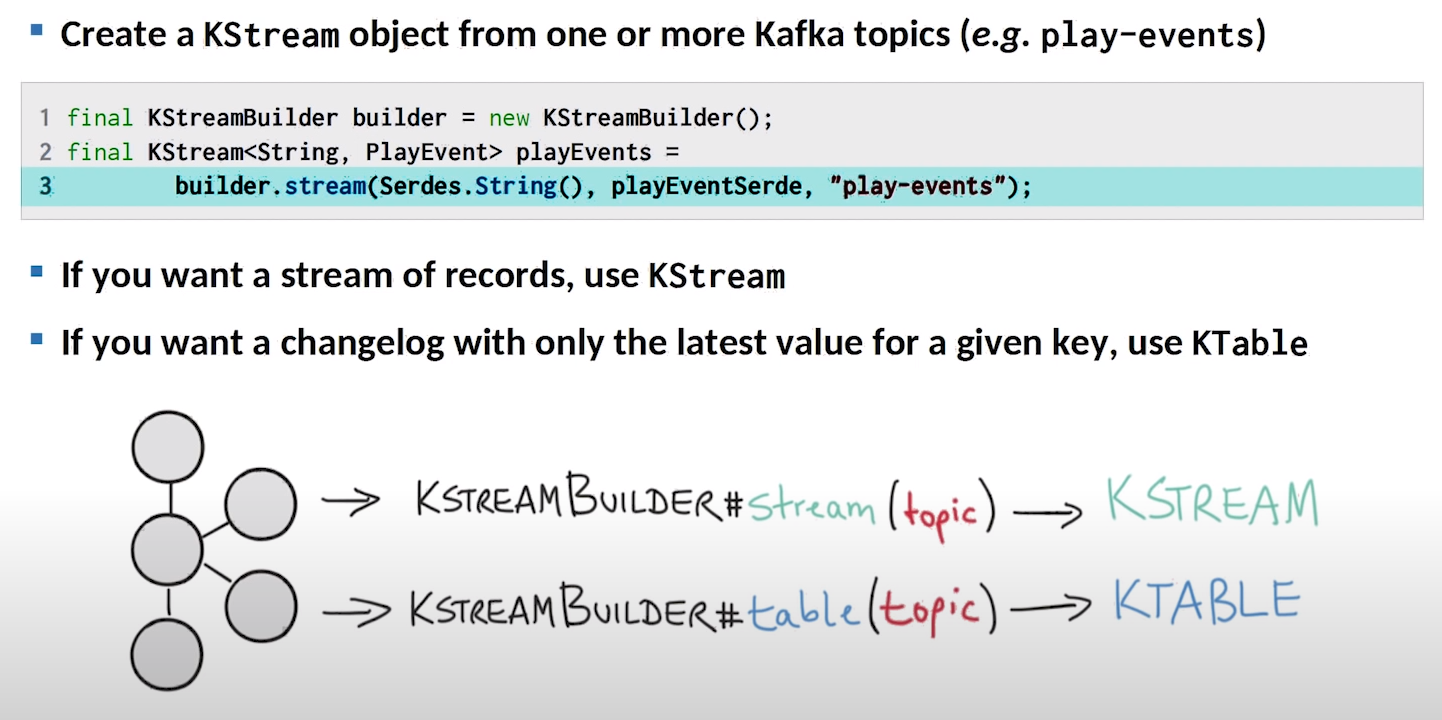 Create a KStream object from one or more Kafka topics (e.g. play-events)
1 final KStreamBuilder builder = new KStreamBuilder();
2 final KStream<String, PlayEvent> playEvents =
3 builder.stream(Serdes.String(), playEventSerde, "play-events");
If you want a stream of records, use KStream
If you want a changelog with only the latest value for a given key, use KTable
KSTREAMBUILDER#stream(topic) → KSTREAM
KSTREAMBUILDER#table(topic) → KTABLE